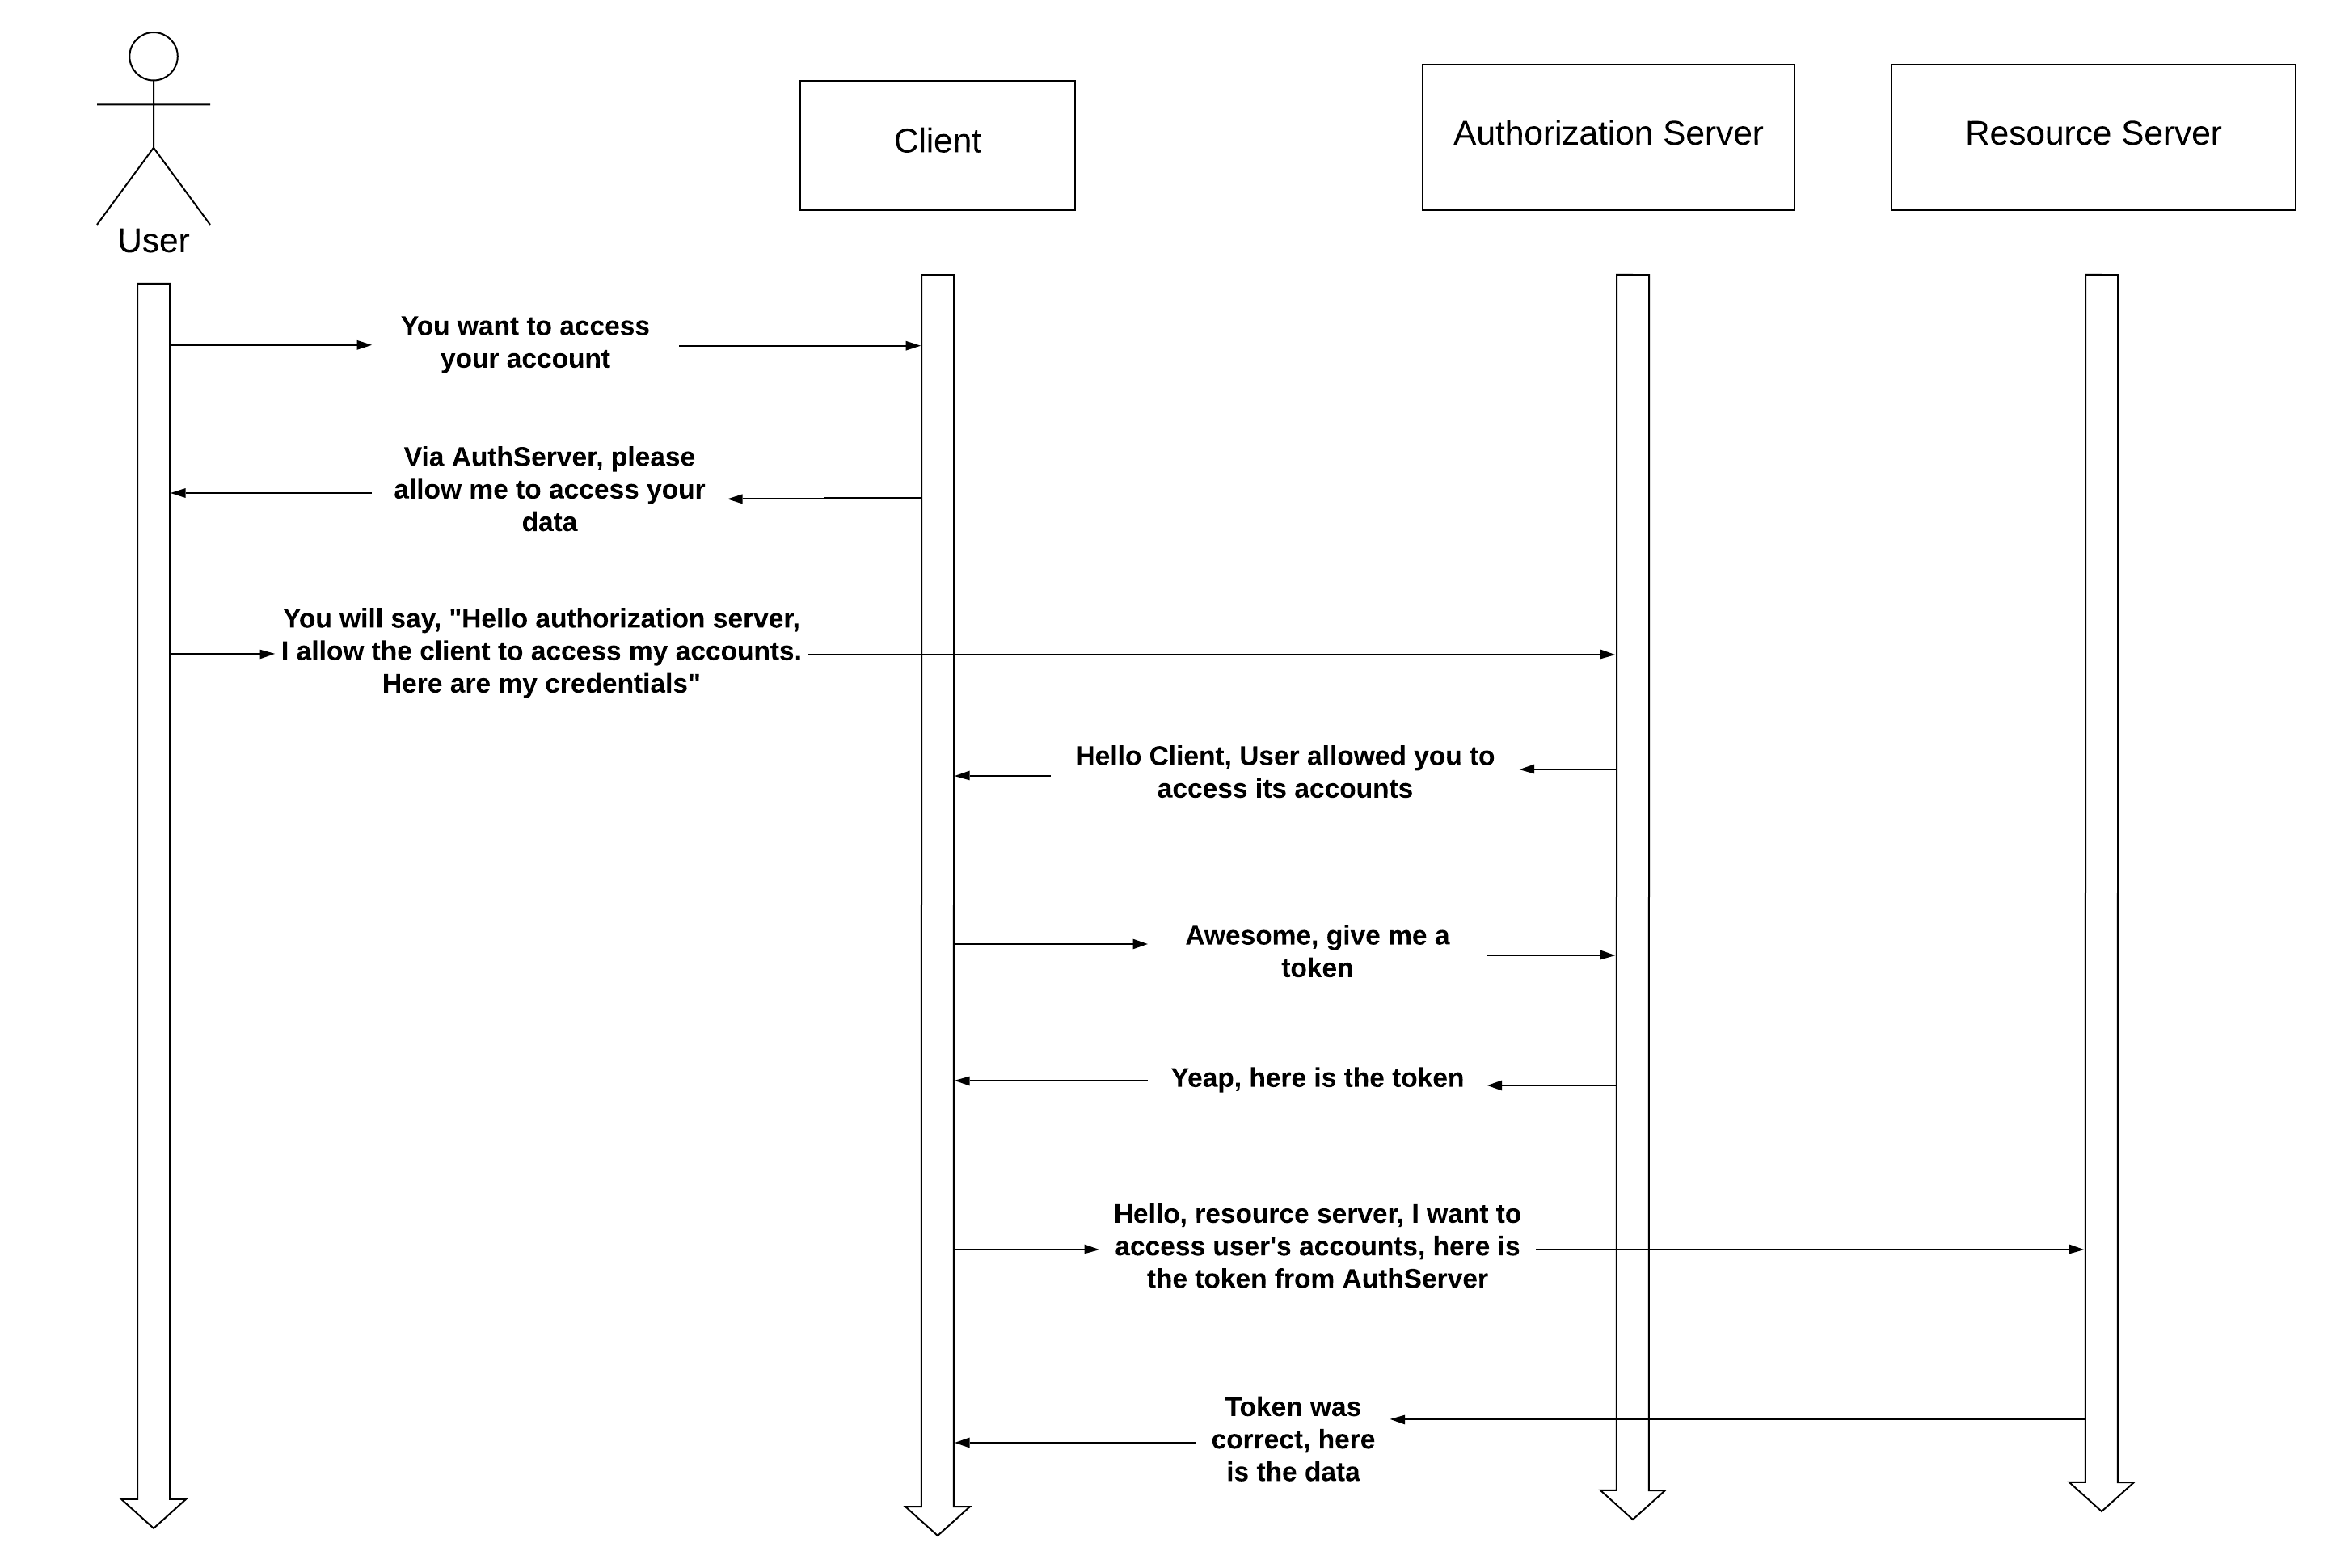 User
Client
Authorization Server
Resource Server
You want to access
your account
Via AuthServer, please
allow me to access your
data
You will say, "Hello authorization server,
I allow the client to access my accounts.
Here are my credentials"
Hello Client, User allowed you to
access its accounts
Awesome, give me a
token
Yeap, here is the token
Hello, resource server, I want to
access user's accounts, here is
the token from AuthServer
Token was
correct, here
is the data